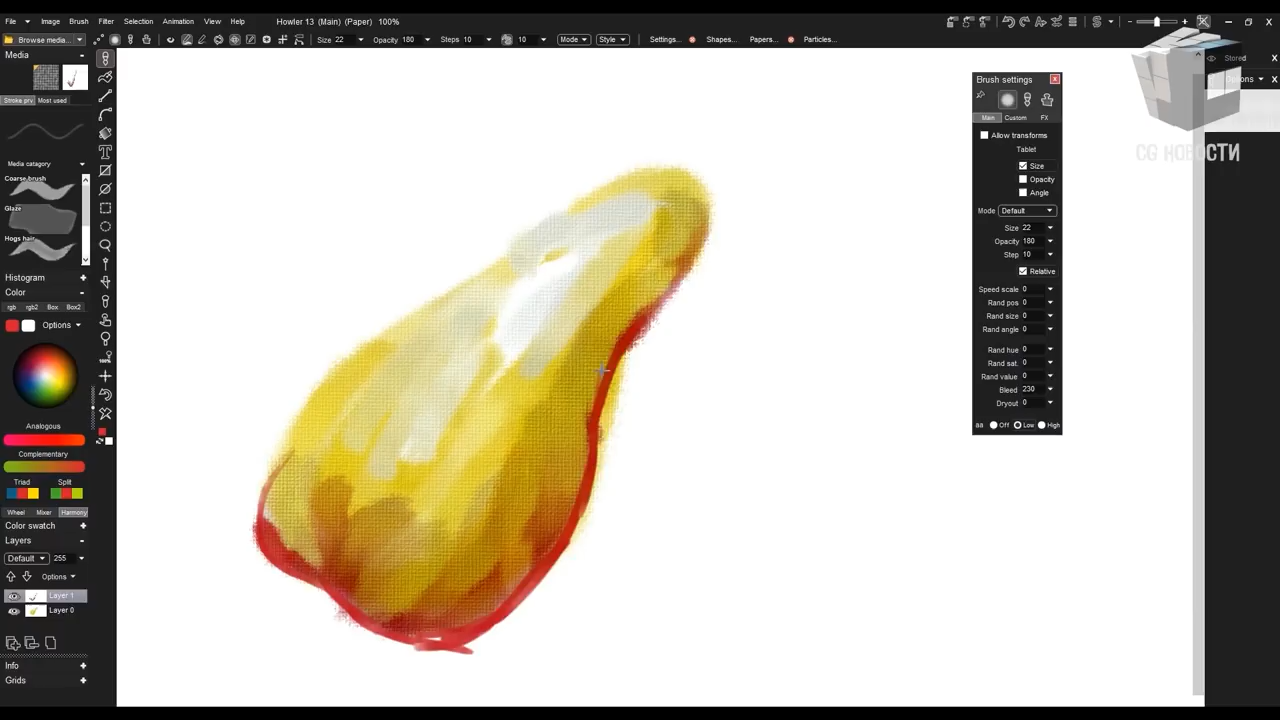 File Image Brush Filter Selection Animation View Help Howler 13 (Main) (Paper) 100%
Browse media... Size 22 Opacity 180 Steps 10 10 Mode Style Settings... Shapes... Papers... Particles...
Media
Stroke prv Most used
Media catagory
Coarse brush
Glaze
Hogs hair
Histogram
Color
rgb rgb2 Box Box2
Options
Analogous
Complementary
Triad Split
Wheel Mixer Harmony
Color swatch
Layers
Default 255
Options
Layer 1
Layer 0
Info
Grids
Brush settings
Main Custom FX
Allow transforms
Tablet
Size
Opacity
Angle
Mode Default
Size 22
Opacity 180
Step 10
Relative
Speed scale 0
Rand pos 0
Rand size 0
Rand angle 0
Rand hue 0
Rand sat. 0
Rand value 0
Bleed 230
Dryout 0
aa Off Low High
Stored
CG НОВОСТИ